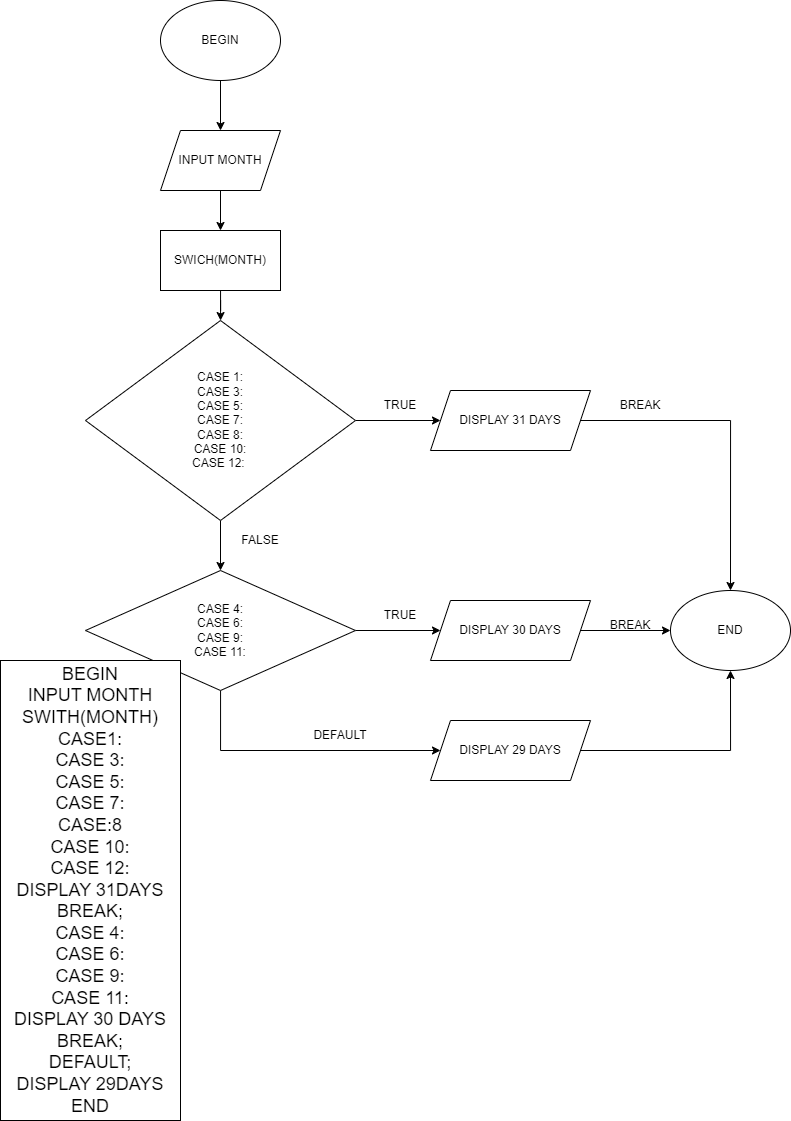 BEGIN
INPUT MONTH
SWICH(MONTH)
CASE 1:
CASE 3:
CASE 5:
CASE 7:
CASE 8:
CASE 10:
CASE 12:
TRUE
DISPLAY 31 DAYS
BREAK
FALSE
CASE 4:
CASE 6:
CASE 9:
CASE 11:
TRUE
DISPLAY 30 DAYS
BREAK
END
DEFAULT
DISPLAY 29 DAYS
BEGIN
INPUT MONTH
SWITH(MONTH)
CASE1:
CASE 3:
CASE 5:
CASE 7:
CASE:8
CASE 10:
CASE 12:
DISPLAY 31DAYS
BREAK;
CASE 4:
CASE 6:
CASE 9:
CASE 11:
DISPLAY 30 DAYS
BREAK;
DEFAULT;
DISPLAY 29DAYS
END